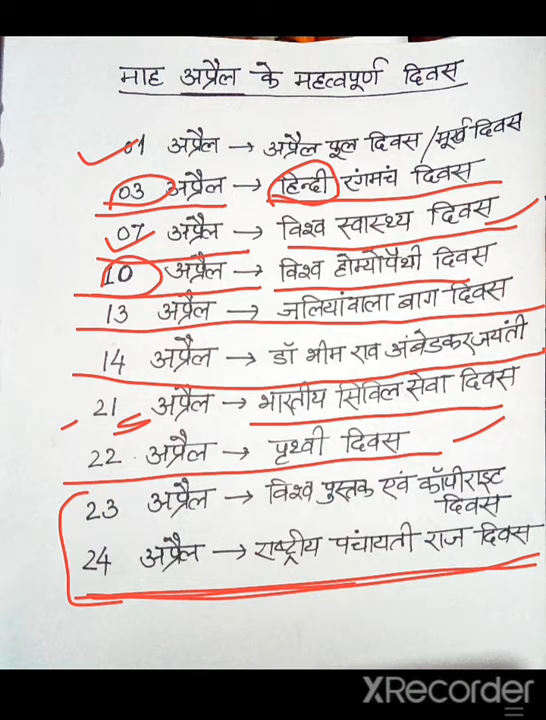 माह अप्रैल के महत्वपूर्ण दिवस
01 अप्रैल → अप्रैल फूल दिवस / मूर्ख दिवस
03 अप्रैल → हिन्दी रंगमचं दिवस
07 अप्रैल → विश्व स्वास्थ्य दिवस
10 अप्रैल → विश्व होम्योपैथी दिवस
13 अप्रैल → जलियांवाला बाग दिवस
14 अप्रैल → डॉ भीम राव अंबेडकर जयंती
21 अप्रैल → भारतीय सिविल सेवा दिवस
22 अप्रैल → पृथ्वी दिवस
23 अप्रैल → विश्व पुस्तक एवं कॉपीराइट
दिवस
24 अप्रैल → राष्ट्रीय पंचायती राज दिवस
XRecorder